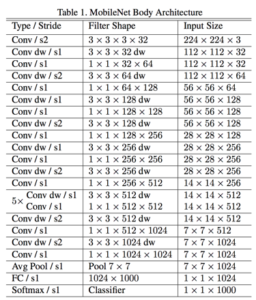 Table 1. MobileNet Body Architecture
Type / Stride Filter Shape Input Size
Conv / s2 3 × 3 × 3 × 32 224 × 224 × 3
Conv dw / s1 3 × 3 × 32 dw 112 × 112 × 32
Conv / s1 1 × 1 × 32 × 64 112 × 112 × 32
Conv dw / s2 3 × 3 × 64 dw 112 × 112 × 64
Conv / s1 1 × 1 × 64 × 128 56 × 56 × 64
Conv dw / s1 3 × 3 × 128 dw 56 × 56 × 128
Conv / s1 1 × 1 × 128 × 128 56 × 56 × 128
Conv dw / s2 3 × 3 × 128 dw 56 × 56 × 128
Conv / s1 1 × 1 × 128 × 256 28 × 28 × 128
Conv dw / s1 3 × 3 × 256 dw 28 × 28 × 256
Conv / s1 1 × 1 × 256 × 256 28 × 28 × 256
Conv dw / s2 3 × 3 × 256 dw 28 × 28 × 256
Conv / s1 1 × 1 × 256 × 512 14 × 14 × 256
5× Conv dw / s1 3 × 3 × 512 dw 14 × 14 × 512
Conv / s1 1 × 1 × 512 × 512 14 × 14 × 512
Conv dw / s2 3 × 3 × 512 dw 14 × 14 × 512
Conv / s1 1 × 1 × 512 × 1024 7 × 7 × 512
Conv dw / s2 3 × 3 × 1024 dw 7 × 7 × 1024
Conv / s1 1 × 1 × 1024 × 1024 7 × 7 × 1024
Avg Pool / s1 Pool 7 × 7 7 × 7 × 1024
FC / s1 1024 × 1000 1 × 1 × 1024
Softmax / s1 Classifier 1 × 1 × 1000